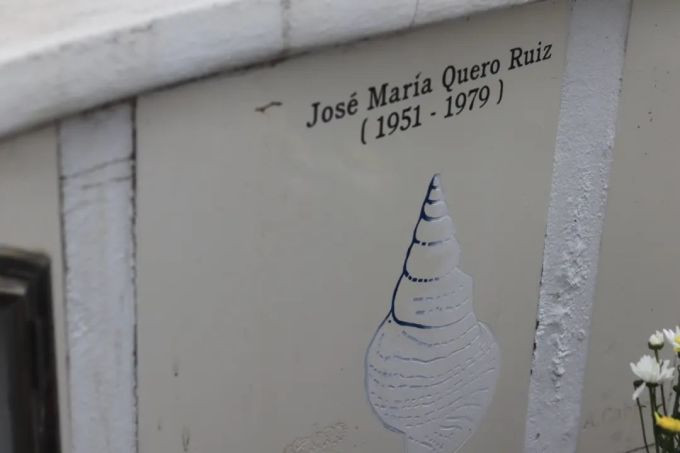 José María Quero Ruiz
( 1951 - 1979 )